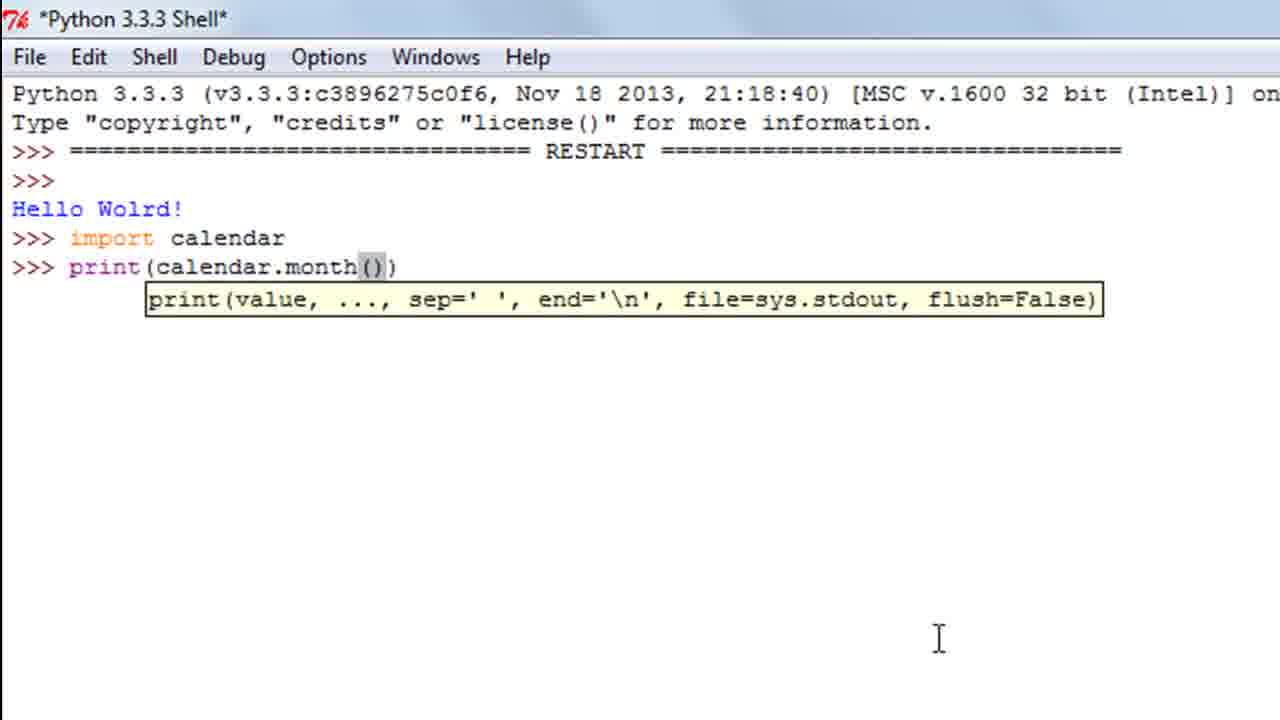 *Python 3.3.3 Shell*
File Edit Shell Debug Options Windows Help
Python 3.3.3 (v3.3.3:c3896275c0f6, Nov 18 2013, 21:18:40) [MSC v.1600 32 bit (Intel)] on
Type "copyright", "credits" or "license()" for more information.
>>> ================================ RESTART ================================
>>>
Hello Wolrd!
>>> import calendar
>>> print(calendar.month())
print(value, ..., sep=' ', end='\n', file=sys.stdout, flush=False)